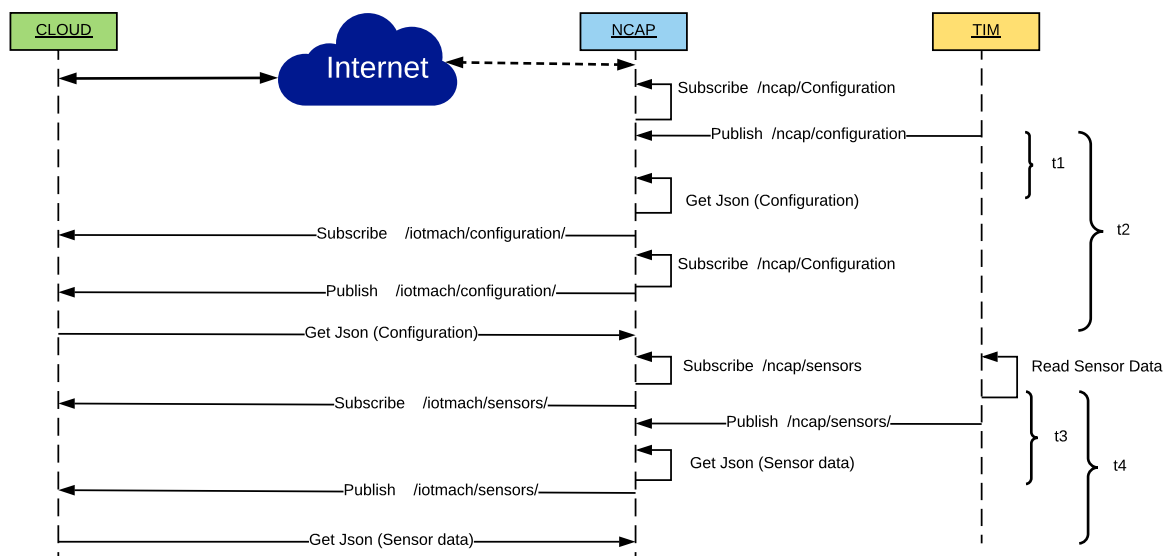 CLOUD
NCAP
TIM
Internet
Subscribe /ncap/Configuration
Publish /ncap/configuration
t1
Get Json (Configuration)
t2
Subscribe /iotmach/configuration/
Subscribe /ncap/Configuration
Publish /iotmach/configuration/
Get Json (Configuration)
Subscribe /ncap/sensors
Read Sensor Data
Subscribe /iotmach/sensors/
Publish /ncap/sensors/
t3
Get Json (Sensor data)
t4
Publish /iotmach/sensors/
Get Json (Sensor data)